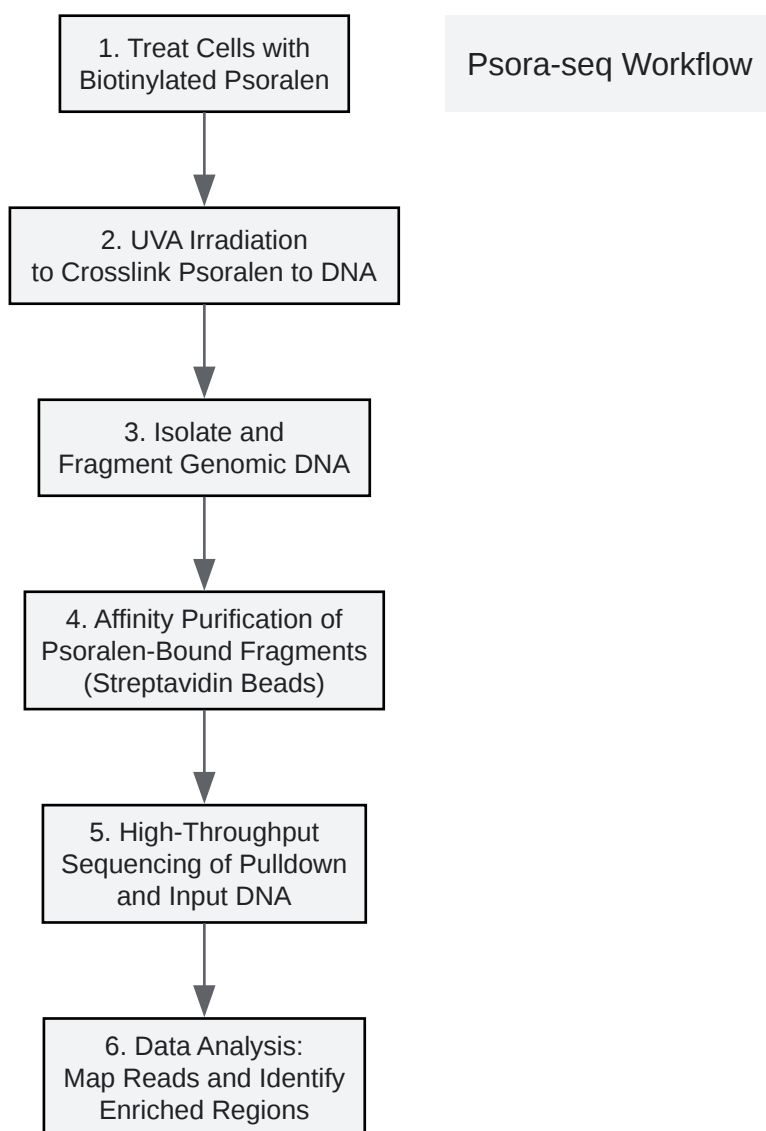 1. Treat Cells with
Biotinylated Psoralen
Psora-seq Workflow
2. UVA Irradiation
to Crosslink Psoralen to DNA
3. Isolate and
Fragment Genomic DNA
4. Affinity Purification of
Psoralen-Bound Fragments
(Streptavidin Beads)
5. High-Throughput
Sequencing of Pulldown
and Input DNA
6. Data Analysis:
Map Reads and Identify
Enriched Regions